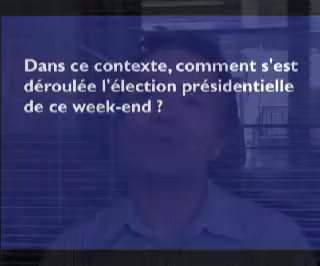 Dans ce contexte, comment s'est
déroulée l'élection présidentielle
de ce week-end ?